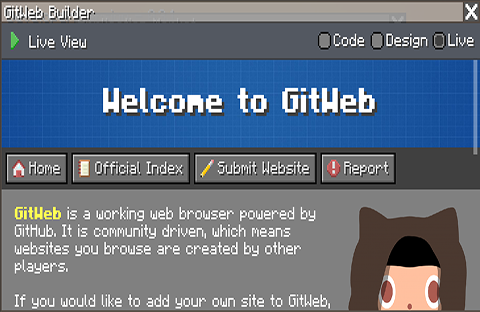 GitWeb Builder
Live View
Code Design Live
Welcome to GitWeb
Home Official Index Submit Website Report
GitWeb is a working web browser powered by
GitHub. It is community driven, which means
websites you browse are created by other
players.
If you would like to add your own site to GitWeb,